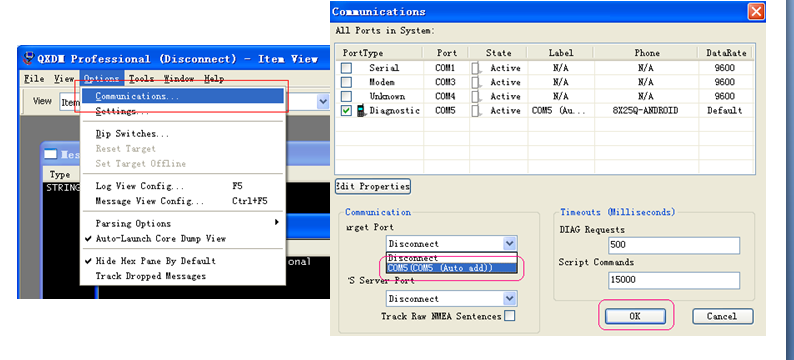 QXDM Professional (Disconnect) - Item View
File View Options Tools Window Help
View Item
Communications...
Settings...
Dip Switches...
Reset Target
Set Target Offline
Log View Config... F5
Message View Config... Ctrl+F5
Parsing Options
Auto-Launch Core Dump View
Hide Hex Pane By Default
Track Dropped Messages
Mes
Type
STRING
onal
Communications
All Ports in System:
PortType Port State Label Phone DataRate
Serial COM1 Active N/A N/A 9600
Modem COM3 Active N/A N/A 9600
Unknown COM4 Active N/A N/A 9600
Diagnostic COM5 Active COM5 (Au... 8X25Q-ANDROID Default
Edit Properties
Communication
arget Port
Disconnect
Disconnect
COM5(COM5 (Auto add))
'S Server Port
Disconnect
Track Raw NMEA Sentences
Timeouts (Milliseconds)
DIAG Requests
500
Script Commands
15000
OK Cancel